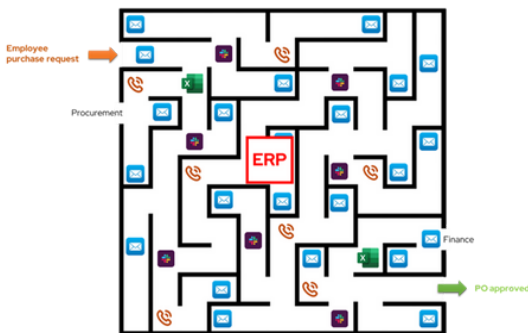 Employee
purchase request
Procurement
ERP
Finance
PO approved